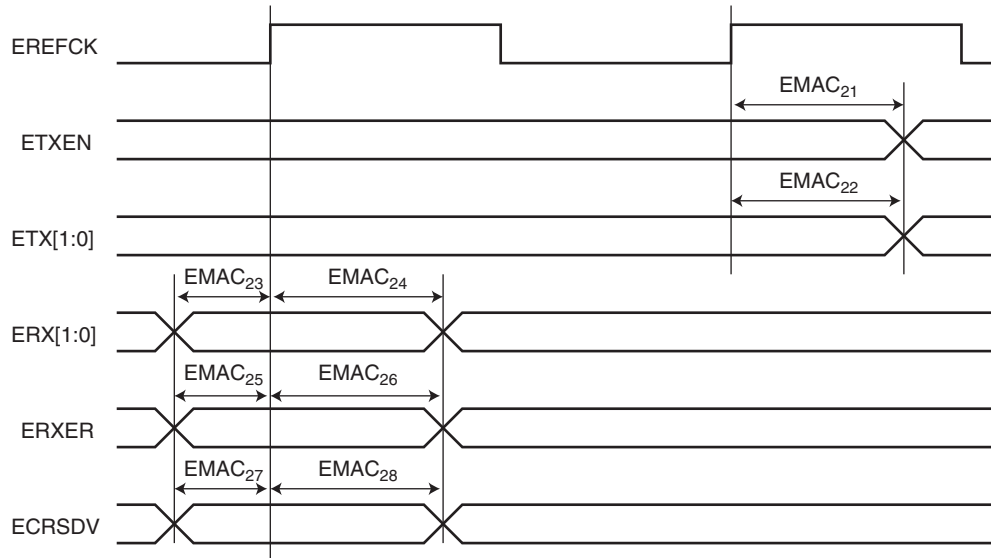 EREFCK
EMAC21
ETXEN
EMAC22
ETX[1:0]
EMAC23 EMAC24
ERX[1:0]
EMAC25 EMAC26
ERXER
EMAC27 EMAC28
ECRSDV